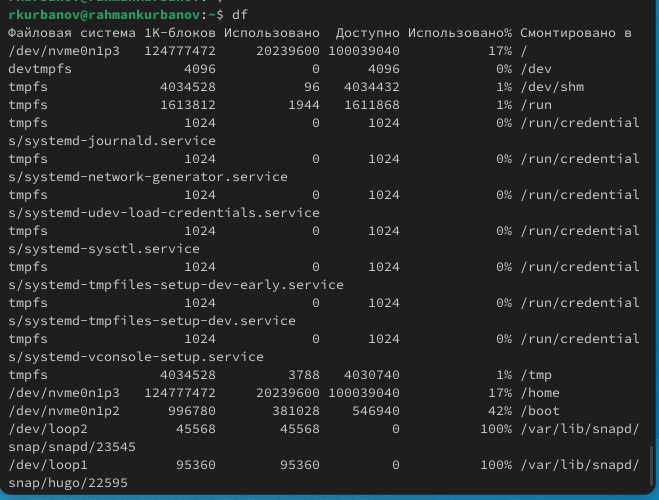 rkurbanov@rahmankurbanov:~$ df
Файловая система 1K-блоков Использовано  Доступно Использовано% Смонтировано в
/dev/nvme0n1p3   124777472     20239600 100039040           17% /
devtmpfs              4096            0      4096            0% /dev
tmpfs              4034528           96   4034432            1% /dev/shm
tmpfs              1613812         1944   1611868            1% /run
tmpfs                 1024            0      1024            0% /run/credential
s/systemd-journald.service
tmpfs                 1024            0      1024            0% /run/credential
s/systemd-network-generator.service
tmpfs                 1024            0      1024            0% /run/credential
s/systemd-udev-load-credentials.service
tmpfs                 1024            0      1024            0% /run/credential
s/systemd-sysctl.service
tmpfs                 1024            0      1024            0% /run/credential
s/systemd-tmpfiles-setup-dev-early.service
tmpfs                 1024            0      1024            0% /run/credential
s/systemd-tmpfiles-setup-dev.service
tmpfs                 1024            0      1024            0% /run/credential
s/systemd-vconsole-setup.service
tmpfs              4034528         3788   4030740            1% /tmp
/dev/nvme0n1p3   124777472     20239600 100039040           17% /home
/dev/nvme0n1p2      996780       381028    546940           42% /boot
/dev/loop2           45568        45568         0          100% /var/lib/snapd/
snap/snapd/23545
/dev/loop1           95360        95360         0          100% /var/lib/snapd/
snap/hugo/22595